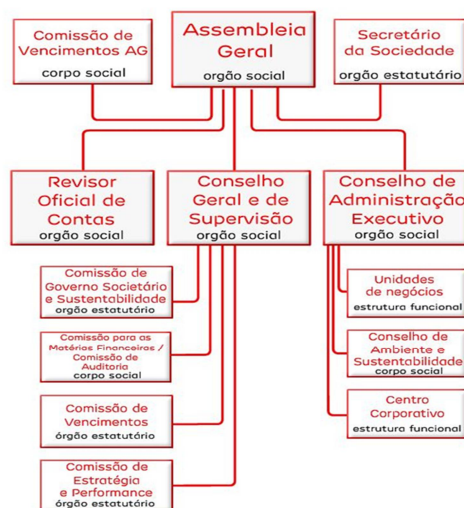 Comissão de
Vencimentos AG
corpo social
Assembleia
Geral
orgão social
Secretário
da Sociedade
orgão estatutário
Revisor
Oficial de
Contas
orgão social
Conselho
Geral e de
Supervisão
orgão social
Conselho de
Administração
Executivo
orgão social
Comissão de
Governo Societário
e Sustentabilidade
orgão estatutário
Comissão para as
Matérias Financeiras /
Comissão de
Auditoria
corpo social
Comissão de
Vencimentos
órgão estatutário
Comissão de
Estratégia
e Performance
órgão estatutário
Unidades
de negócios
estrutura funcional
Conselho de
Ambiente e
Sustentabilidade
corpo social
Centro
Corporativo
estrutura funcional